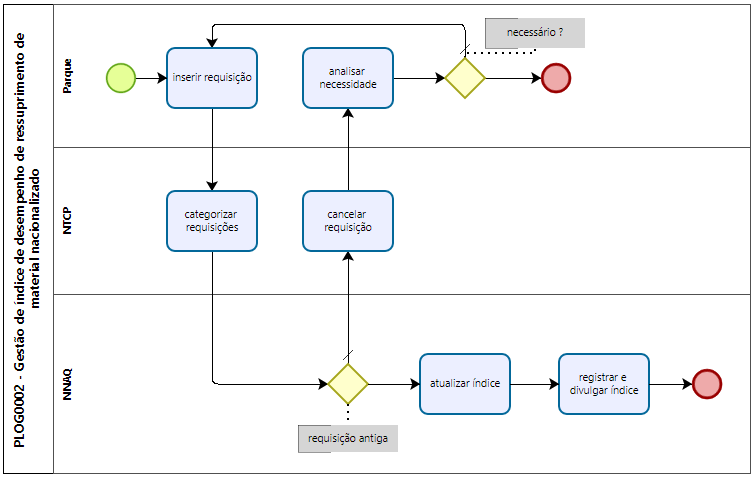 PLOG0002 - Gestão de índice de desempenho de ressuprimento de
material nacionalizado
Parque
inserir requisição
analisar
necessidade
necessário ?
NTCP
categorizar
requisições
cancelar
requisição
NNAQ
requisição antiga
atualizar índice
registrar e
divulgar índice